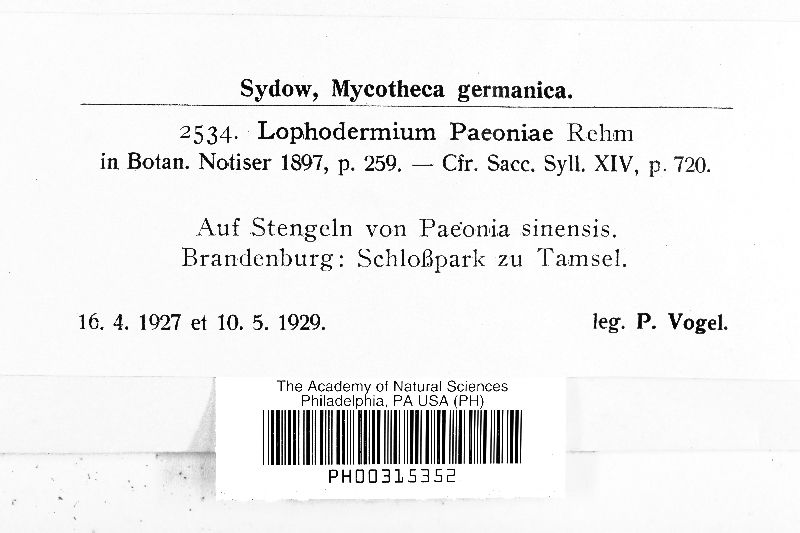 Sydow, Mycotheca germanica.
2534. Lophodermium Paeoniae Rehm
in Botan. Notiser 1897, p. 259. — Cfr. Sacc. Syll. XIV, p. 720.
Auf Stengeln von Paeonia sinensis.
Brandenburg: Schloßpark zu Tamsel.
16. 4. 1927 et 10. 5. 1929. leg. P. Vogel.
The Academy of Natural Sciences
Philadelphia, PA USA (PH)
PH00315352